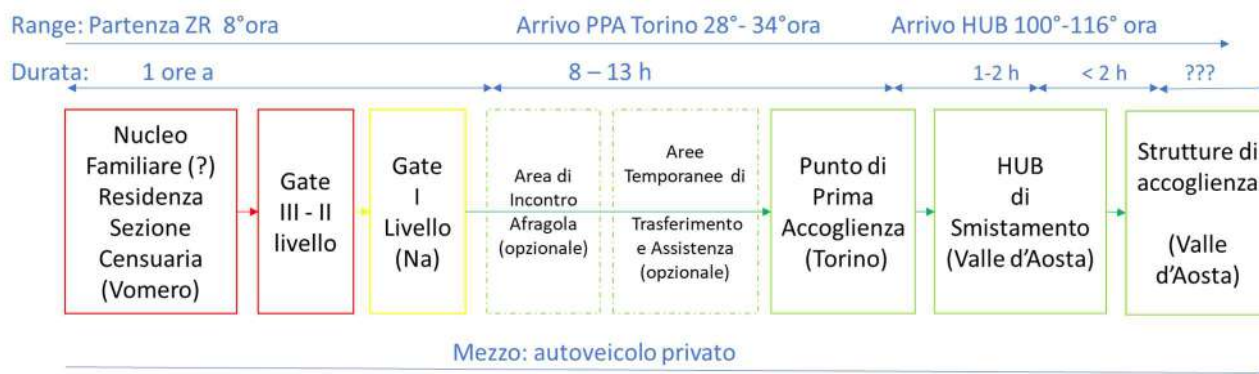 Range: Partenza ZR 8°ora Arrivo PPA Torino 28°- 34°ora Arrivo HUB 100°-116° ora
Durata: 1 ore a 8 – 13 h 1-2 h < 2 h ???
Nucleo
Familiare (?)
Residenza
Sezione
Censuaria
(Vomero)
Gate
III - II
livello
Gate
I
Livello
(Na)
Area di
Incontro
Afragola
(opzionale)
Aree
Temporanee di
Trasferimento
e Assistenza
(opzionale)
Punto di
Prima
Accoglienza
(Torino)
HUB
di
Smistamento
(Valle d’Aosta)
Strutture di
accoglienza
(Valle
d’Aosta)
Mezzo: autoveicolo privato